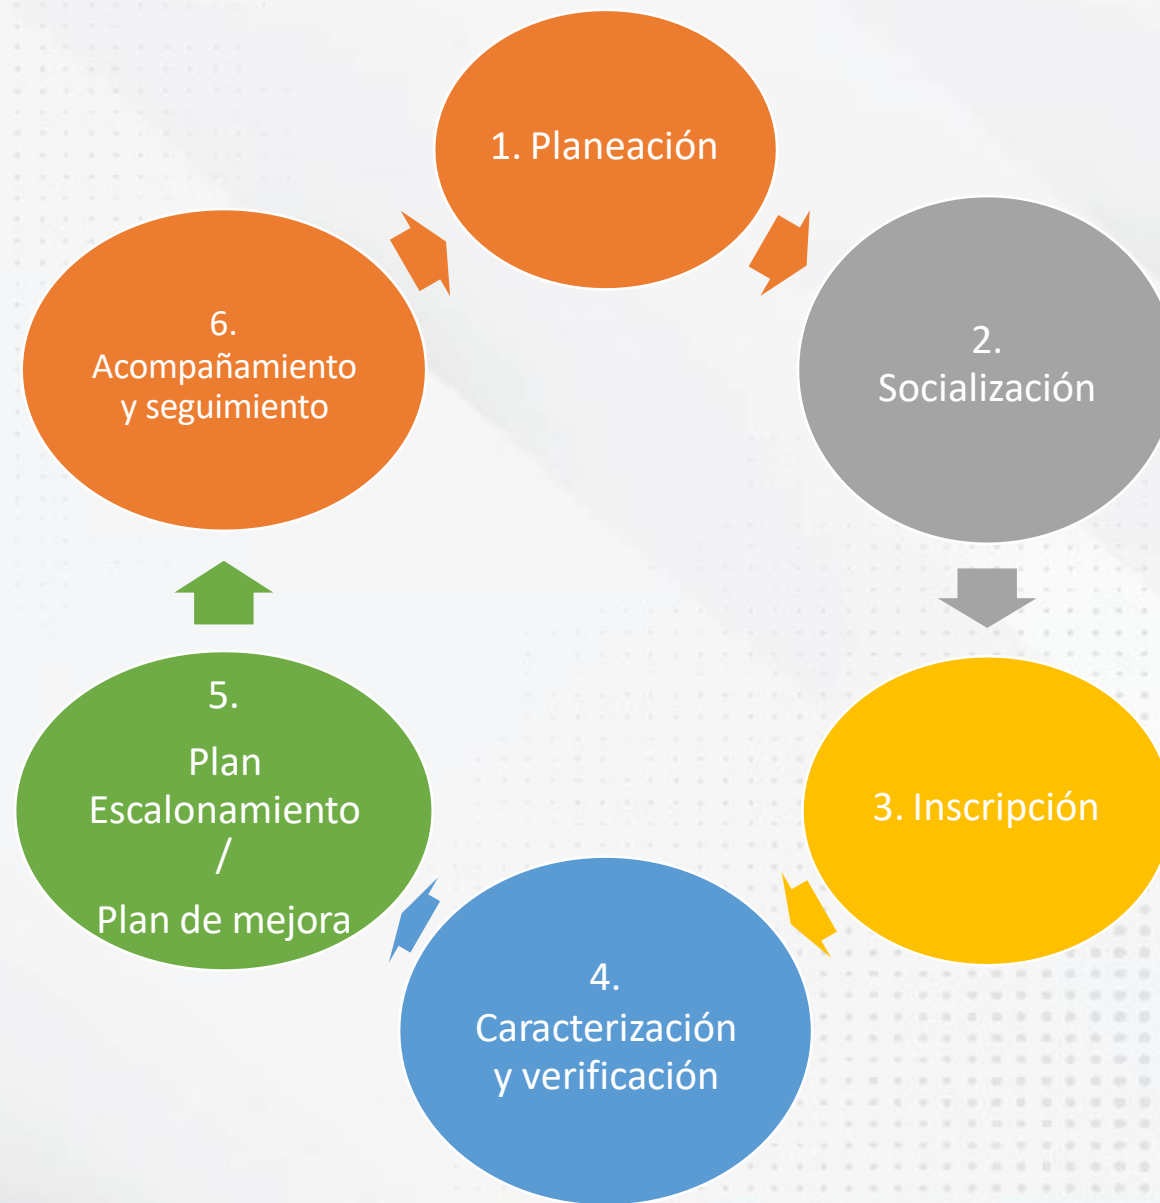 1. Planeación
2.
Socialización
3. Inscripción
4.
Caracterización
y verificación
5.
Plan
Escalonamiento
/
Plan de mejora
6.
Acompañamiento
y seguimiento